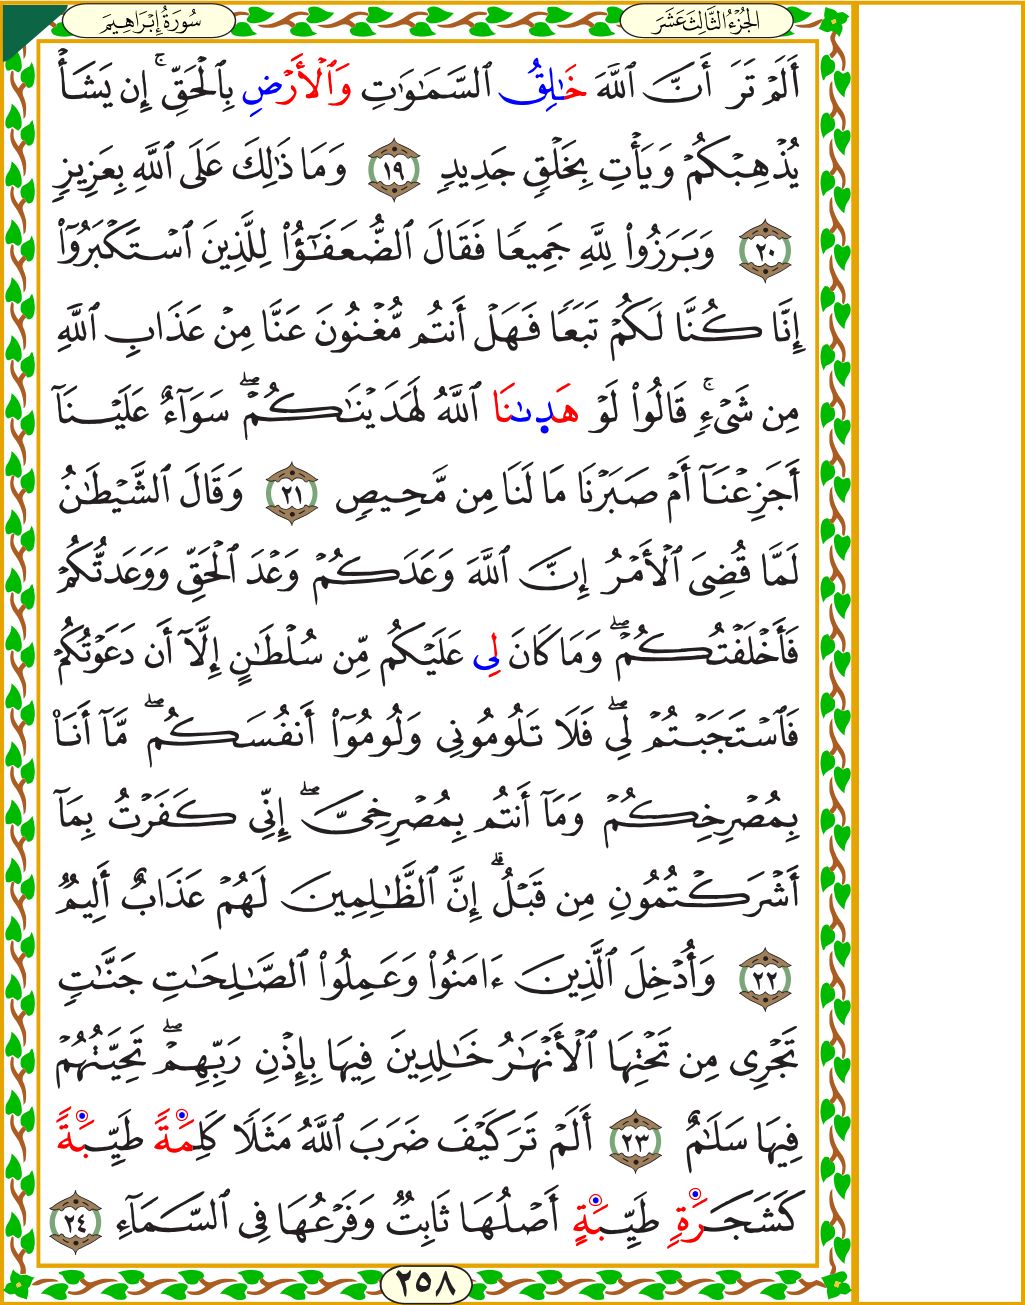 الجُزْءُ الثَّالِثَ عَشَرَ
سُورَةُ إِبْرَاهِيمَ
أَلَمْ تَرَ أَنَّ ٱللَّهَ خَٰلِقُ ٱلسَّمَٰوَٰتِ وَٱلْأَرْضِ بِٱلْحَقِّ ۚ إِن يَشَأْ
يُذْهِبْكُمْ وَيَأْتِ بِخَلْقٍ جَدِيدٍ ١٩ وَمَا ذَٰلِكَ عَلَى ٱللَّهِ بِعَزِيزٍ
٢٠ وَبَرَزُوا۟ لِلَّهِ جَمِيعًا فَقَالَ ٱلضُّعَفَٰٓؤُا۟ لِلَّذِينَ ٱسْتَكْبَرُوٓا۟
إِنَّا كُنَّا لَكُمْ تَبَعًا فَهَلْ أَنتُم مُّغْنُونَ عَنَّا مِنْ عَذَابِ ٱللَّهِ
مِن شَىْءٍ ۚ قَالُوا۟ لَوْ هَدٜىٰنَا ٱللَّهُ لَهَدَيْنَٰكُمْ ۖ سَوَآءٌ عَلَيْنَآ
أَجَزِعْنَآ أَمْ صَبَرْنَا مَا لَنَا مِن مَّحِيصٍ ٢١ وَقَالَ ٱلشَّيْطَٰنُ
لَمَّا قُضِىَ ٱلْأَمْرُ إِنَّ ٱللَّهَ وَعَدَكُمْ وَعْدَ ٱلْحَقِّ وَوَعَدتُّكُمْ
فَأَخْلَفْتُكُمْ ۖ وَمَا كَانَ لِى عَلَيْكُم مِّن سُلْطَٰنٍ إِلَّآ أَن دَعَوْتُكُمْ
فَٱسْتَجَبْتُمْ لِى ۖ فَلَا تَلُومُونِى وَلُومُوٓا۟ أَنفُسَكُم ۖ مَّآ أَنَا۠
بِمُصْرِخِكُمْ وَمَآ أَنتُم بِمُصْرِخِىَّ ۖ إِنِّى كَفَرْتُ بِمَآ
أَشْرَكْتُمُونِ مِن قَبْلُ ۗ إِنَّ ٱلظَّٰلِمِينَ لَهُمْ عَذَابٌ أَلِيمٌ
٢٢ وَأُدْخِلَ ٱلَّذِينَ ءَامَنُوا۟ وَعَمِلُوا۟ ٱلصَّٰلِحَٰتِ جَنَّٰتٍ
تَجْرِى مِن تَحْتِهَا ٱلْأَنْهَٰرُ خَٰلِدِينَ فِيهَا بِإِذْنِ رَبِّهِمْ ۖ تَحِيَّتُهُمْ
فِيهَا سَلَٰمٌ ٢٣ أَلَمْ تَرَ كَيْفَ ضَرَبَ ٱللَّهُ مَثَلًا كَلِمَةً طَيِّبَةً
كَشَجَرَةٍ طَيِّبَةٍ أَصْلُهَا ثَابِتٌ وَفَرْعُهَا فِى ٱلسَّمَآءِ ٢٤
٢٥٨